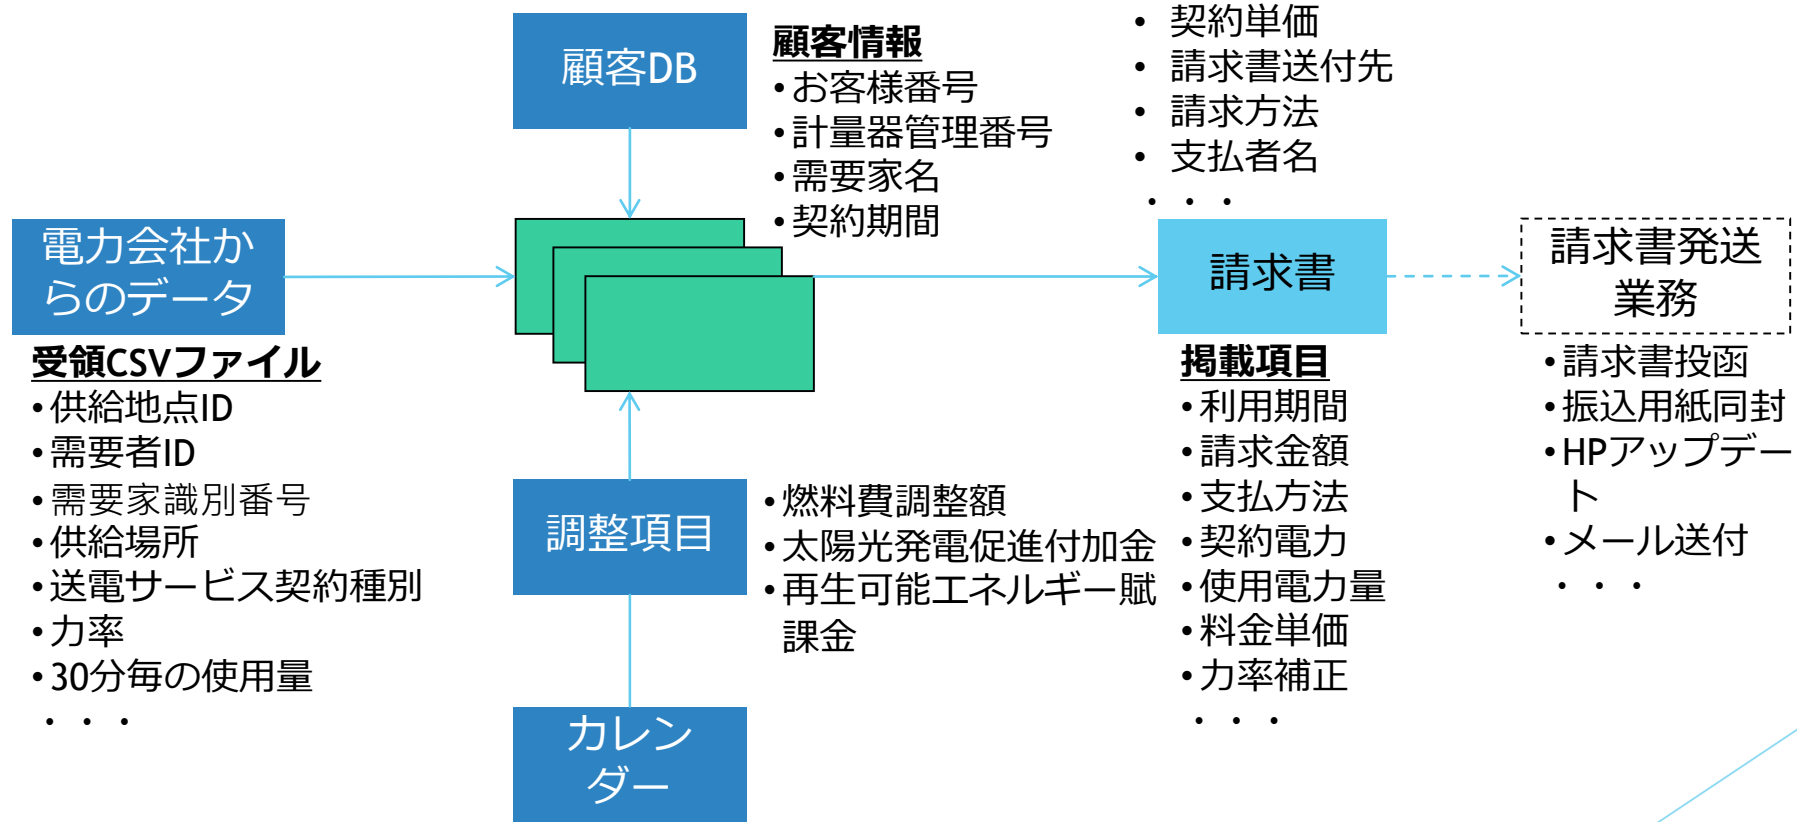 顧客DB
顧客情報
•お客様番号
•計量器管理番号
•需要家名
•契約期間
• 契約単価
• 請求書送付先
• 請求方法
• 支払者名
・・・
電力会社か
らのデータ
受領CSVファイル
•供給地点ID
•需要者ID
•需要家識別番号
•供給場所
•送電サービス契約種別
•力率
•30分毎の使用量
・・・
調整項目
•燃料費調整額
•太陽光発電促進付加金
•再生可能エネルギー賦
課金
カレン
ダー
請求書
掲載項目
•利用期間
•請求金額
•支払方法
•契約電力
•使用電力量
•料金単価
•力率補正
・・・
請求書発送
業務
•請求書投函
•振込用紙同封
•HPアップデー
ト
•メール送付
・・・